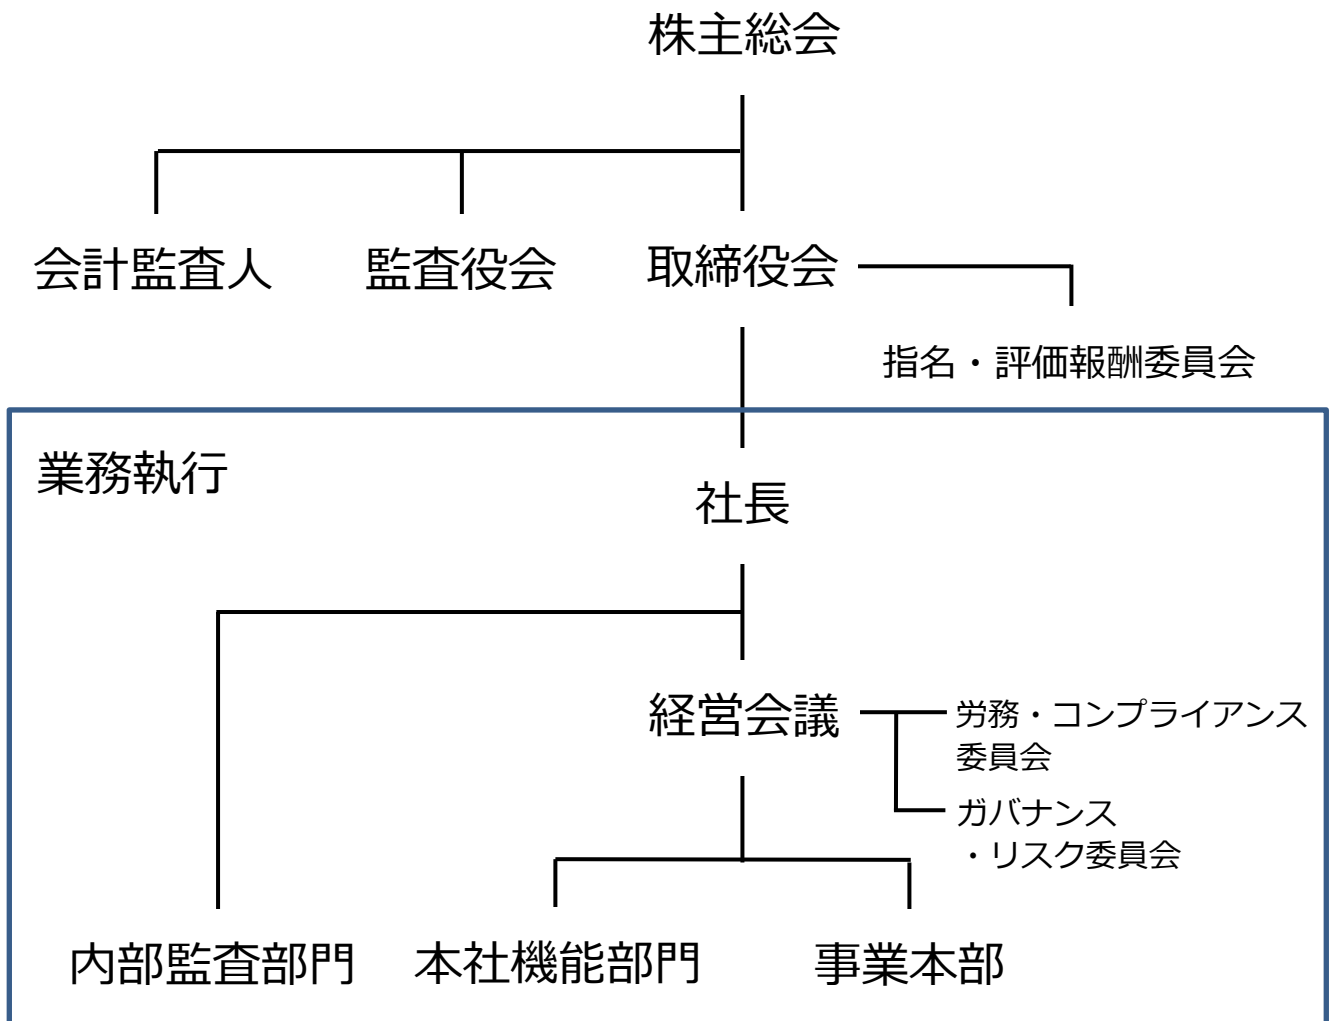 株主総会
会計監査人
監査役会
取締役会
指名・評価報酬委員会
業務執行
社長
経営会議
労務・コンプライアンス
委員会
ガバナンス
・リスク委員会
内部監査部門
本社機能部門
事業本部